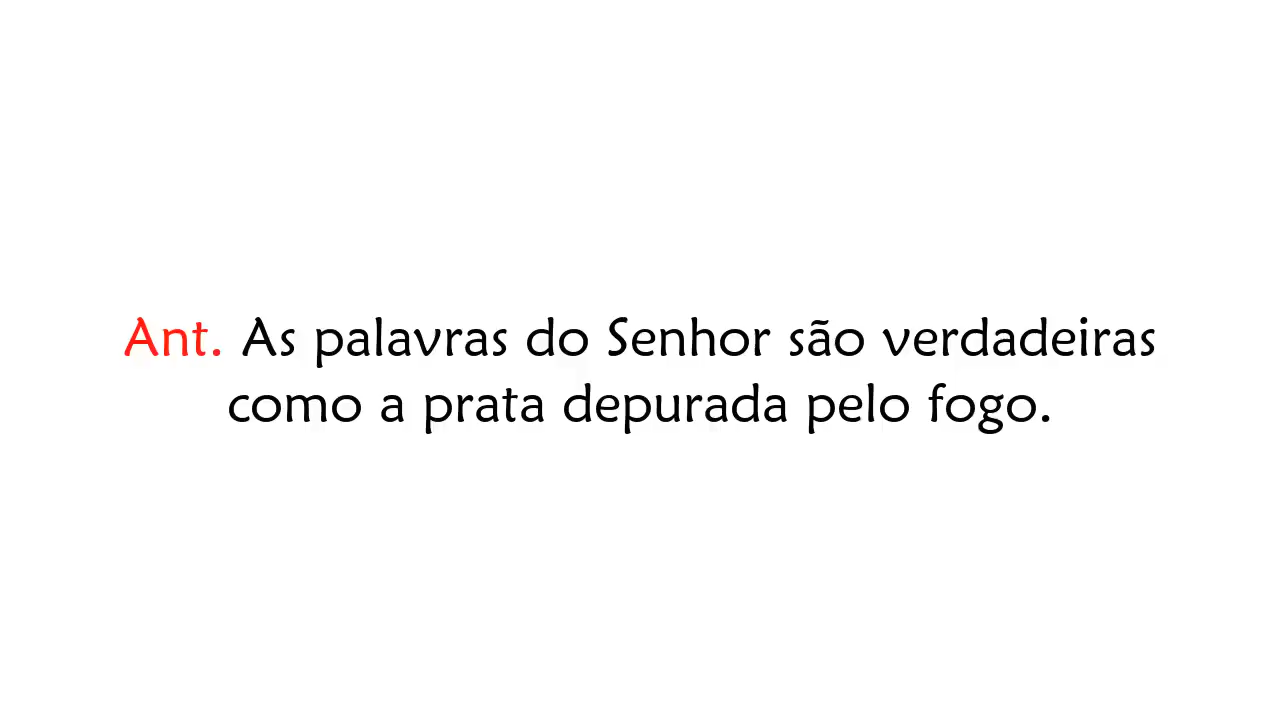 Ant. As palavras do Senhor são verdadeiras
como a prata depurada pelo fogo.